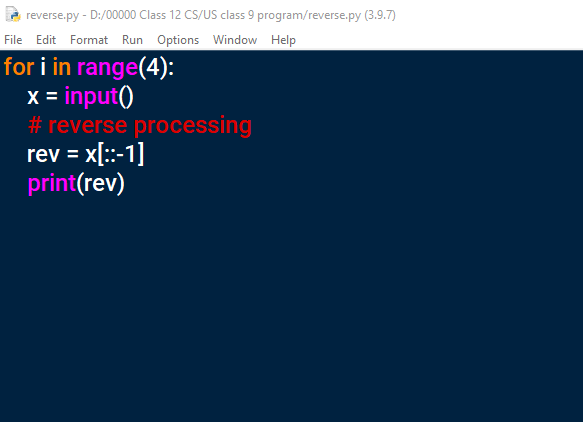 reverse.py - D:/00000 Class 12 CS/US class 9 program/reverse.py (3.9.7)
File Edit Format Run Options Window Help
for i in range(4):
    x = input()
    # reverse processing
    rev = x[::-1]
    print(rev)